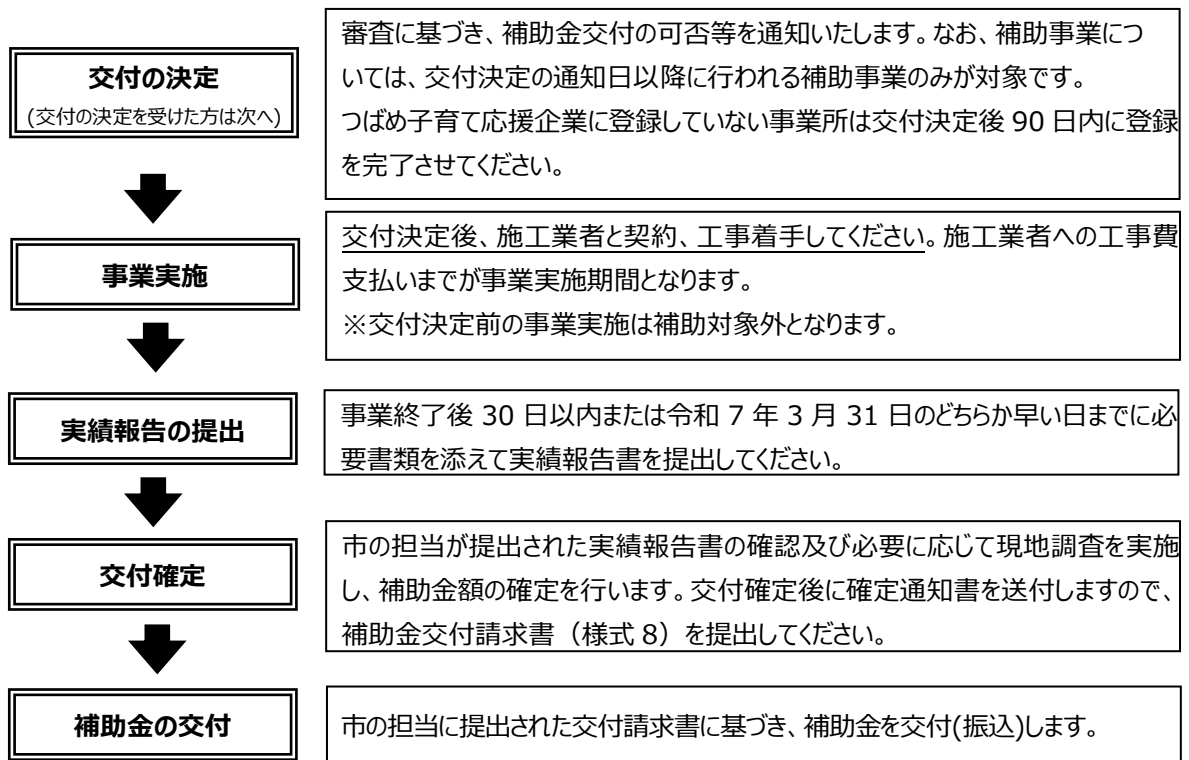 交付の決定
(交付の決定を受けた方は次へ)
審査に基づき、補助金交付の可否等を通知いたします。なお、補助事業につ
いては、交付決定の通知日以降に行われる補助事業のみが対象です。
つばめ子育て応援企業に登録していない事業所は交付決定後 90 日内に登録
を完了させてください。
事業実施
交付決定後、施工業者と契約、工事着手してください。施工業者への工事費
支払いまでが事業実施期間となります。
※交付決定前の事業実施は補助対象外となります。
実績報告の提出
事業終了後 30 日以内または令和 7 年 3 月 31 日のどちらか早い日までに必
要書類を添えて実績報告書を提出してください。
交付確定
市の担当が提出された実績報告書の確認及び必要に応じて現地調査を実施
し、補助金額の確定を行います。交付確定後に確定通知書を送付しますので、
補助金交付請求書（様式 8）を提出してください。
補助金の交付
市の担当に提出された交付請求書に基づき、補助金を交付(振込)します。